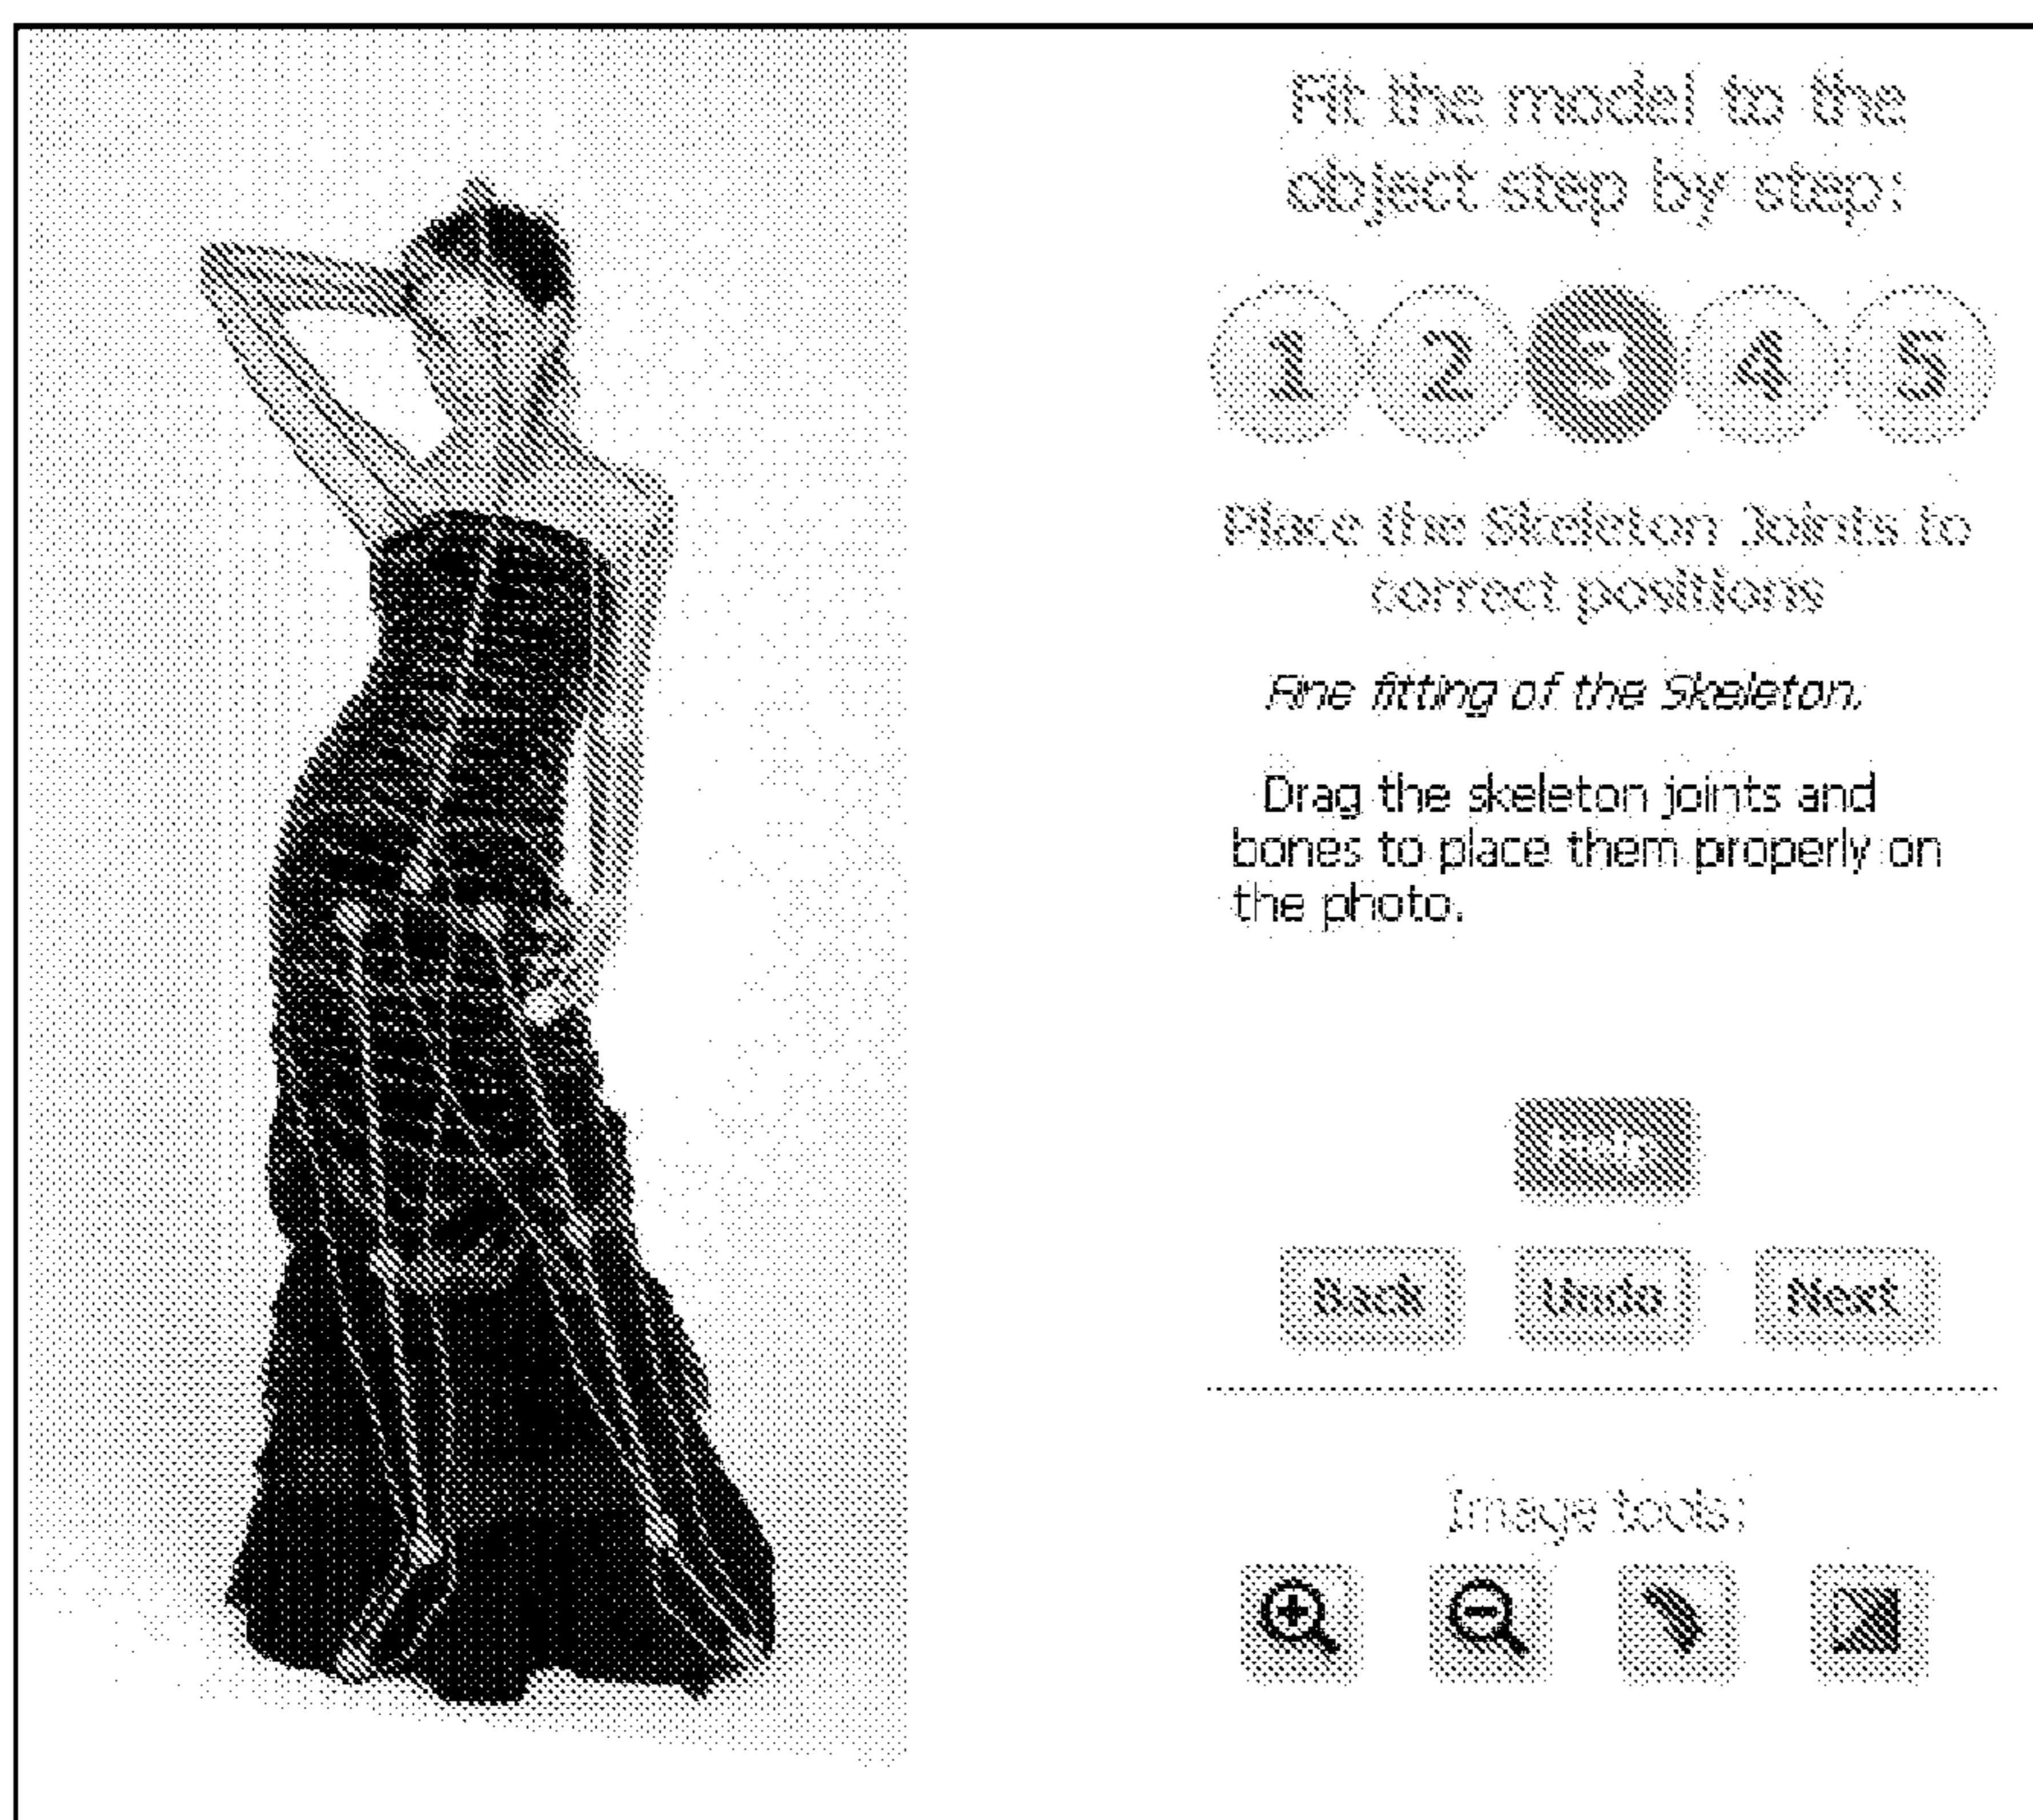 Fit the model to the
object step by step:
1 2 3 4 5
Place the Skeleton Joints to
correct positions
Fine fitting of the Skeleton.
Drag the skeleton joints and
bones to place them properly on
the photo.
Help
Back Undo Next
Image tools: